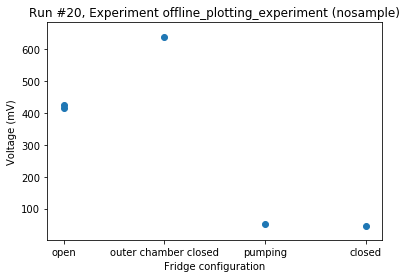 Run #20, Experiment offline_plotting_experiment (nosample)
600
500
400
300
200
100
Voltage (mV)
open outer chamber closed pumping closed
Fridge configuration